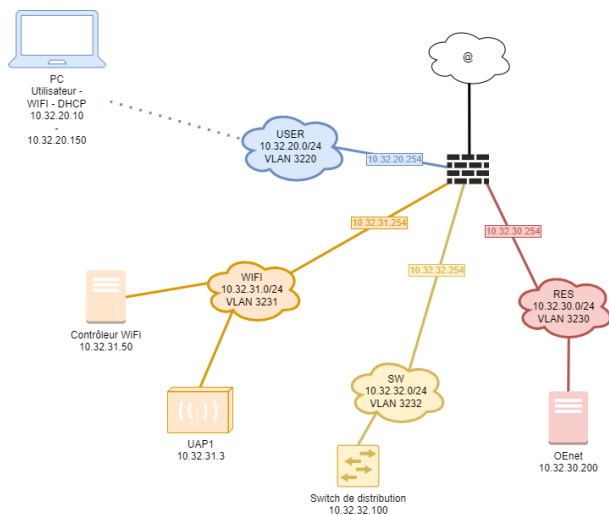 @
PC
Utilisateur -
WIFI - DHCP
10.32.20.10
-
10.32.20.150
USER
10.32.20.0/24
VLAN 3220
10.32.20.254
10.32.31.254
10.32.30.254
10.32.32.254
WIFI
10.32.31.0/24
VLAN 3231
RES
10.32.30.0/24
VLAN 3230
Contrôleur WiFi
10.32.31.50
SW
10.32.32.0/24
VLAN 3232
UAP1
10.32.31.3
OEnet
10.32.30.200
Switch de distribution
10.32.32.100